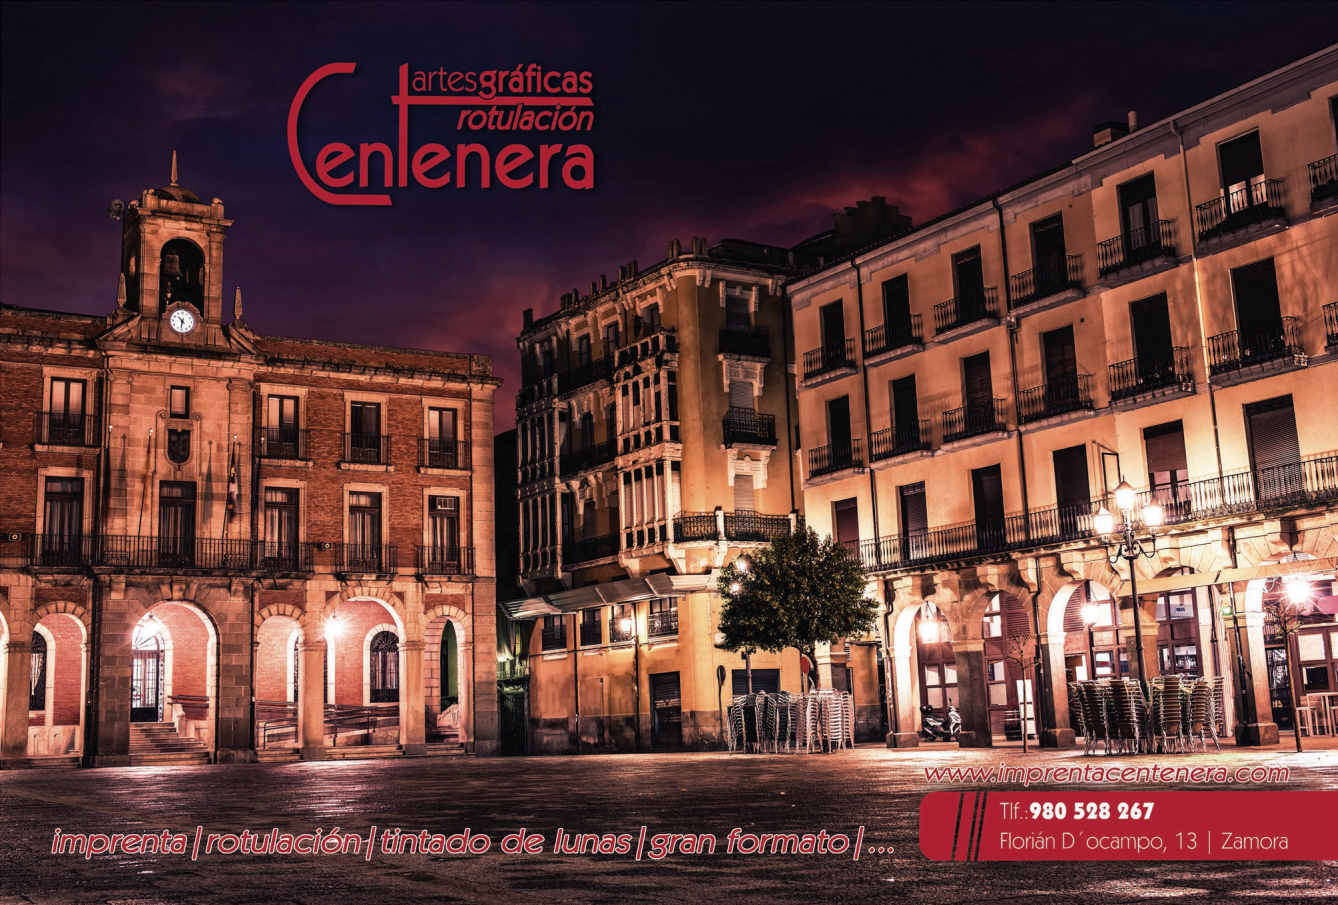 artesgráficas
rotulación
Centenera
www.imprentacentenera.com
Tlf.:980 528 267
Florián D´ocampo, 13 | Zamora
imprenta|rotulación|tintado de lunas|gran formato|...